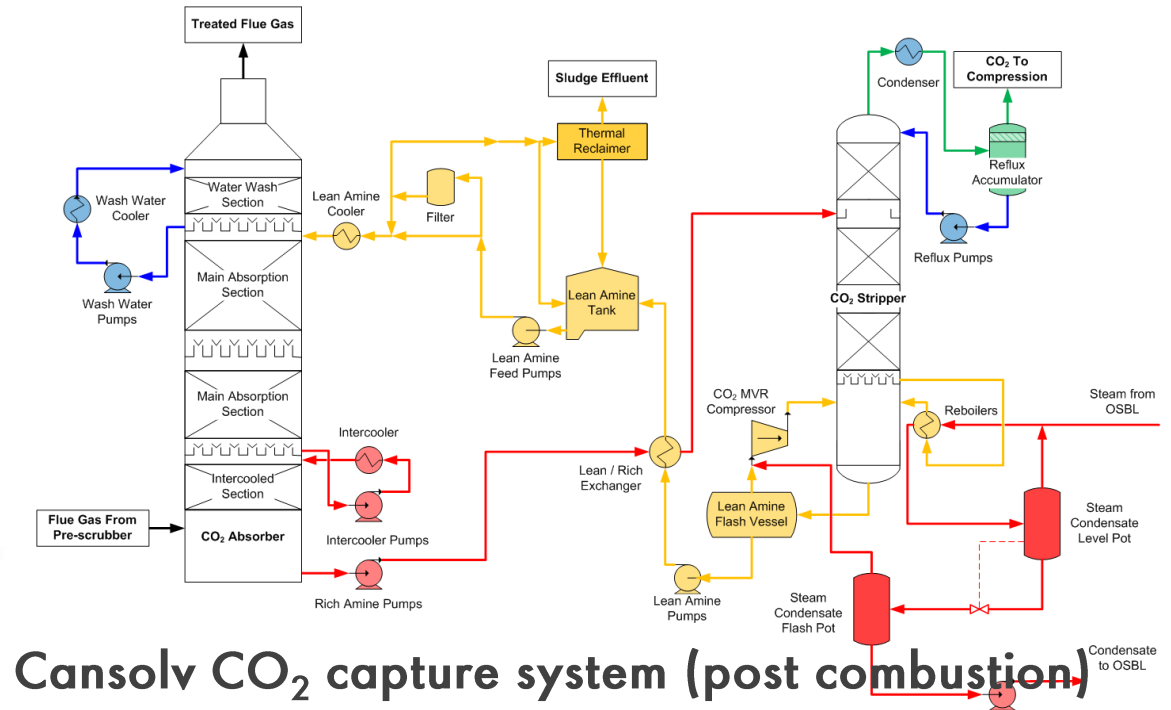 Treated Flue Gas
Water Wash
Section
Wash Water
Cooler
Wash Water
Pumps
Main Absorption
Section
Main Absorption
Section
Intercooled
Section
Flue Gas From
Pre-scrubber
CO₂ Absorber
Intercooler
Intercooler Pumps
Rich Amine Pumps
Lean Amine
Cooler
Filter
Sludge Effluent
Thermal
Reclaimer
Lean Amine
Tank
Lean Amine
Feed Pumps
Lean / Rich
Exchanger
Lean Amine
Pumps
CO₂ MVR
Compressor
Lean Amine
Flash Vessel
Condenser
CO₂ To
Compression
Reflux
Accumulator
Reflux Pumps
CO₂ Stripper
Reboilers
Steam from
OSBL
Steam
Condensate
Level Pot
Steam
Condensate
Flash Pot
Condensate
to OSBL
Cansolv CO₂ capture system (post combustion)